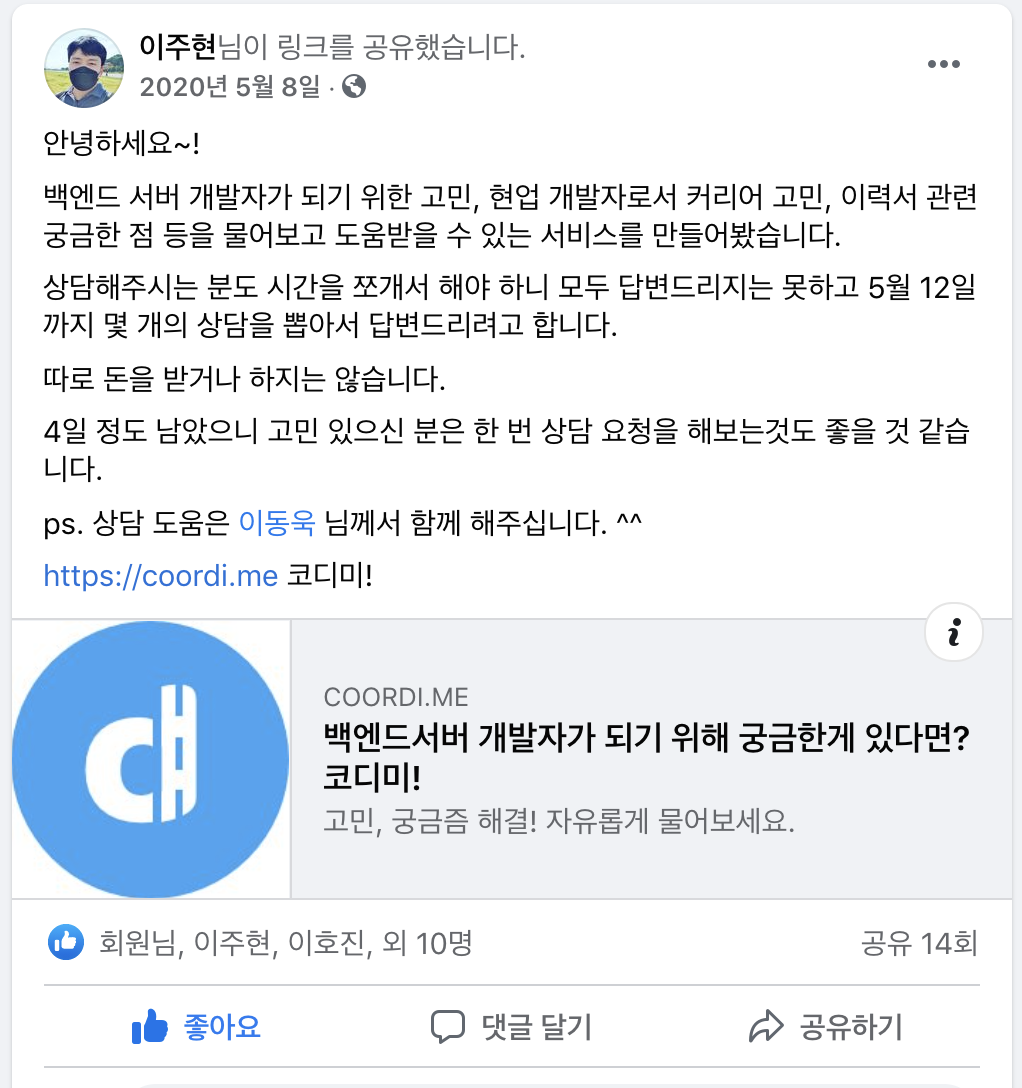 이주현님이 링크를 공유했습니다.
2020년 5월 8일 ·
안녕하세요~!
백엔드 서버 개발자가 되기 위한 고민, 현업 개발자로서 커리어 고민, 이력서 관련
궁금한 점 등을 물어보고 도움받을 수 있는 서비스를 만들어봤습니다.
상담해주시는 분도 시간을 쪼개서 해야 하니 모두 답변드리지는 못하고 5월 12일
까지 몇 개의 상담을 뽑아서 답변드리려고 합니다.
따로 돈을 받거나 하지는 않습니다.
4일 정도 남았으니 고민 있으신 분은 한 번 상담 요청을 해보는것도 좋을 것 같습
니다.
ps. 상담 도움은 이동욱 님께서 함께 해주십니다. ^^
https://coordi.me 코디미!
i
COORDI.ME
백엔드서버 개발자가 되기 위해 궁금한게 있다면?
코디미!
고민, 궁금즘 해결! 자유롭게 물어보세요.
회원님, 이주현, 이호진, 외 10명
공유 14회
좋아요
댓글 달기
공유하기